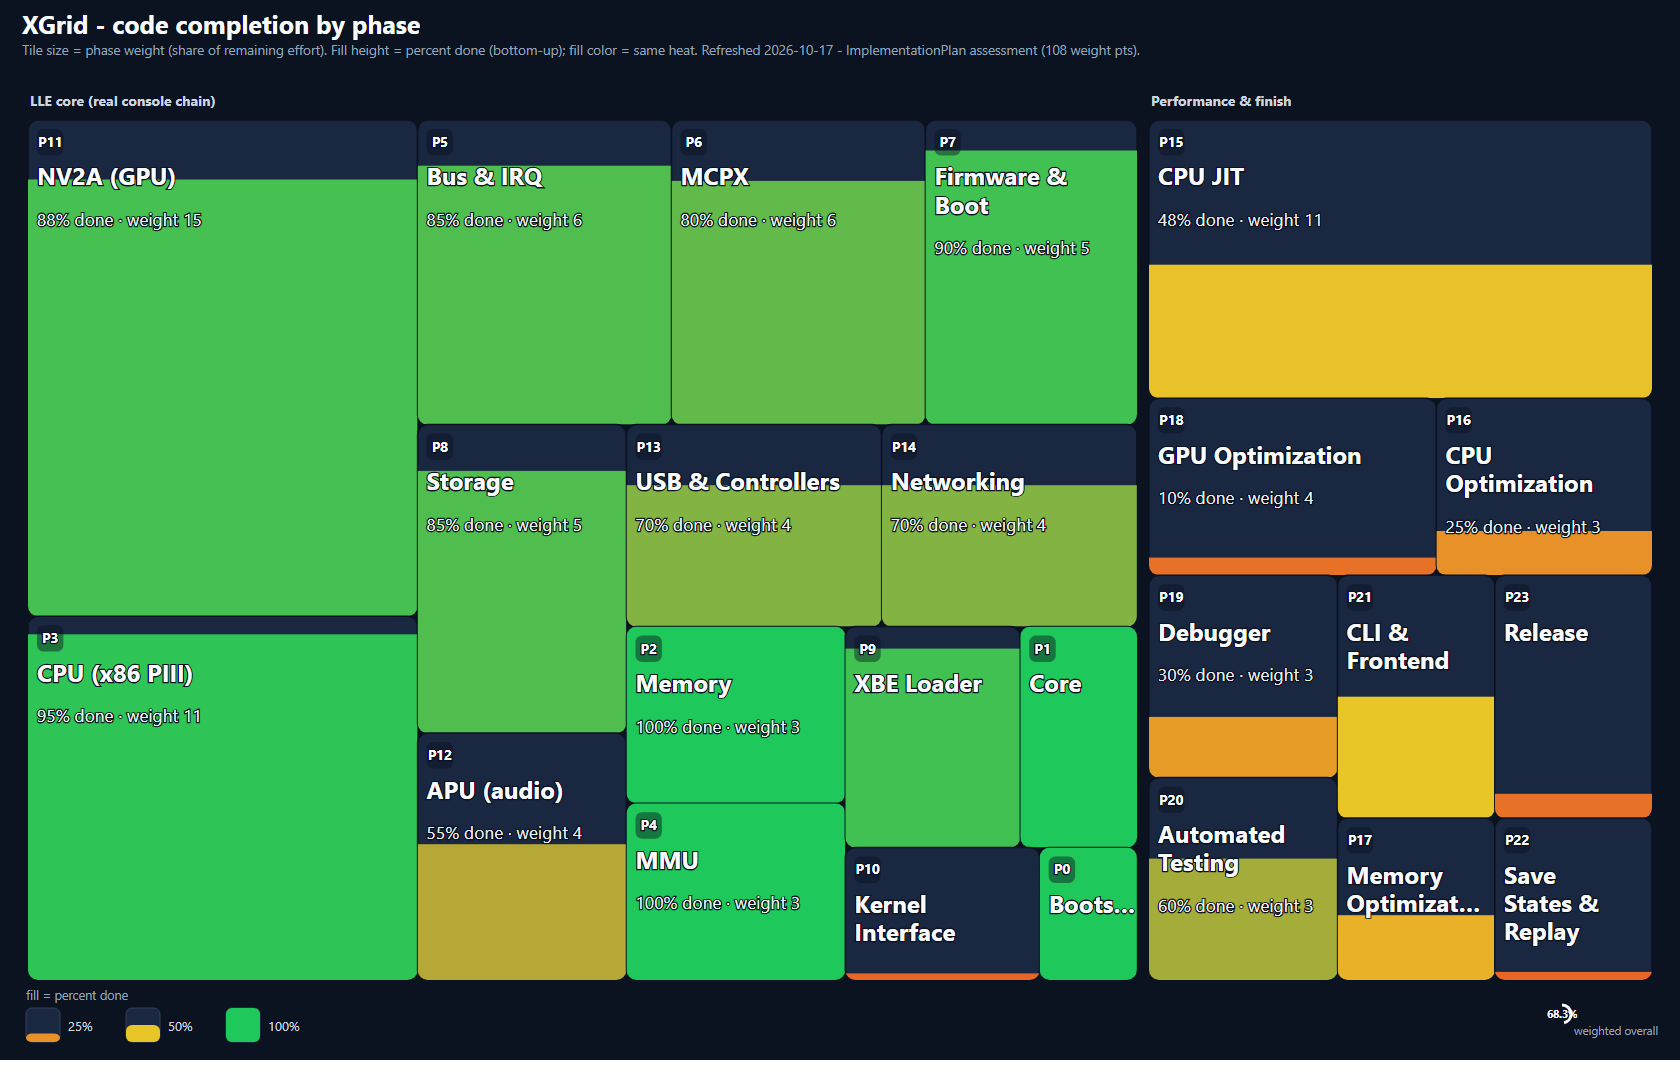 XGrid - code completion by phase
Tile size = phase weight (share of remaining effort). Fill height = percent done (bottom-up); fill color = same heat. Refreshed 2026-10-17 - ImplementationPlan assessment (108 weight pts).
LLE core (real console chain)
P11
NV2A (GPU)
88% done · weight 15
P5
Bus & IRQ
85% done · weight 6
P6
MCPX
80% done · weight 6
P7
Firmware &
Boot
90% done · weight 5
P8
Storage
85% done · weight 5
P13
USB & Controllers
70% done · weight 4
P14
Networking
70% done · weight 4
P3
CPU (x86 PIII)
95% done · weight 11
P2
Memory
100% done · weight 3
P9
XBE Loader
P1
Core
P12
APU (audio)
55% done · weight 4
P4
MMU
100% done · weight 3
P10
Kernel
Interface
P0
Boots...
Performance & finish
P15
CPU JIT
48% done · weight 11
P18
GPU Optimization
10% done · weight 4
P16
CPU
Optimization
25% done · weight 3
P19
Debugger
30% done · weight 3
P21
CLI &
Frontend
P23
Release
P20
Automated
Testing
60% done · weight 3
P17
Memory
Optimizat...
P22
Save
States &
Replay
fill = percent done
25%
50%
100%
68.3%
weighted overall